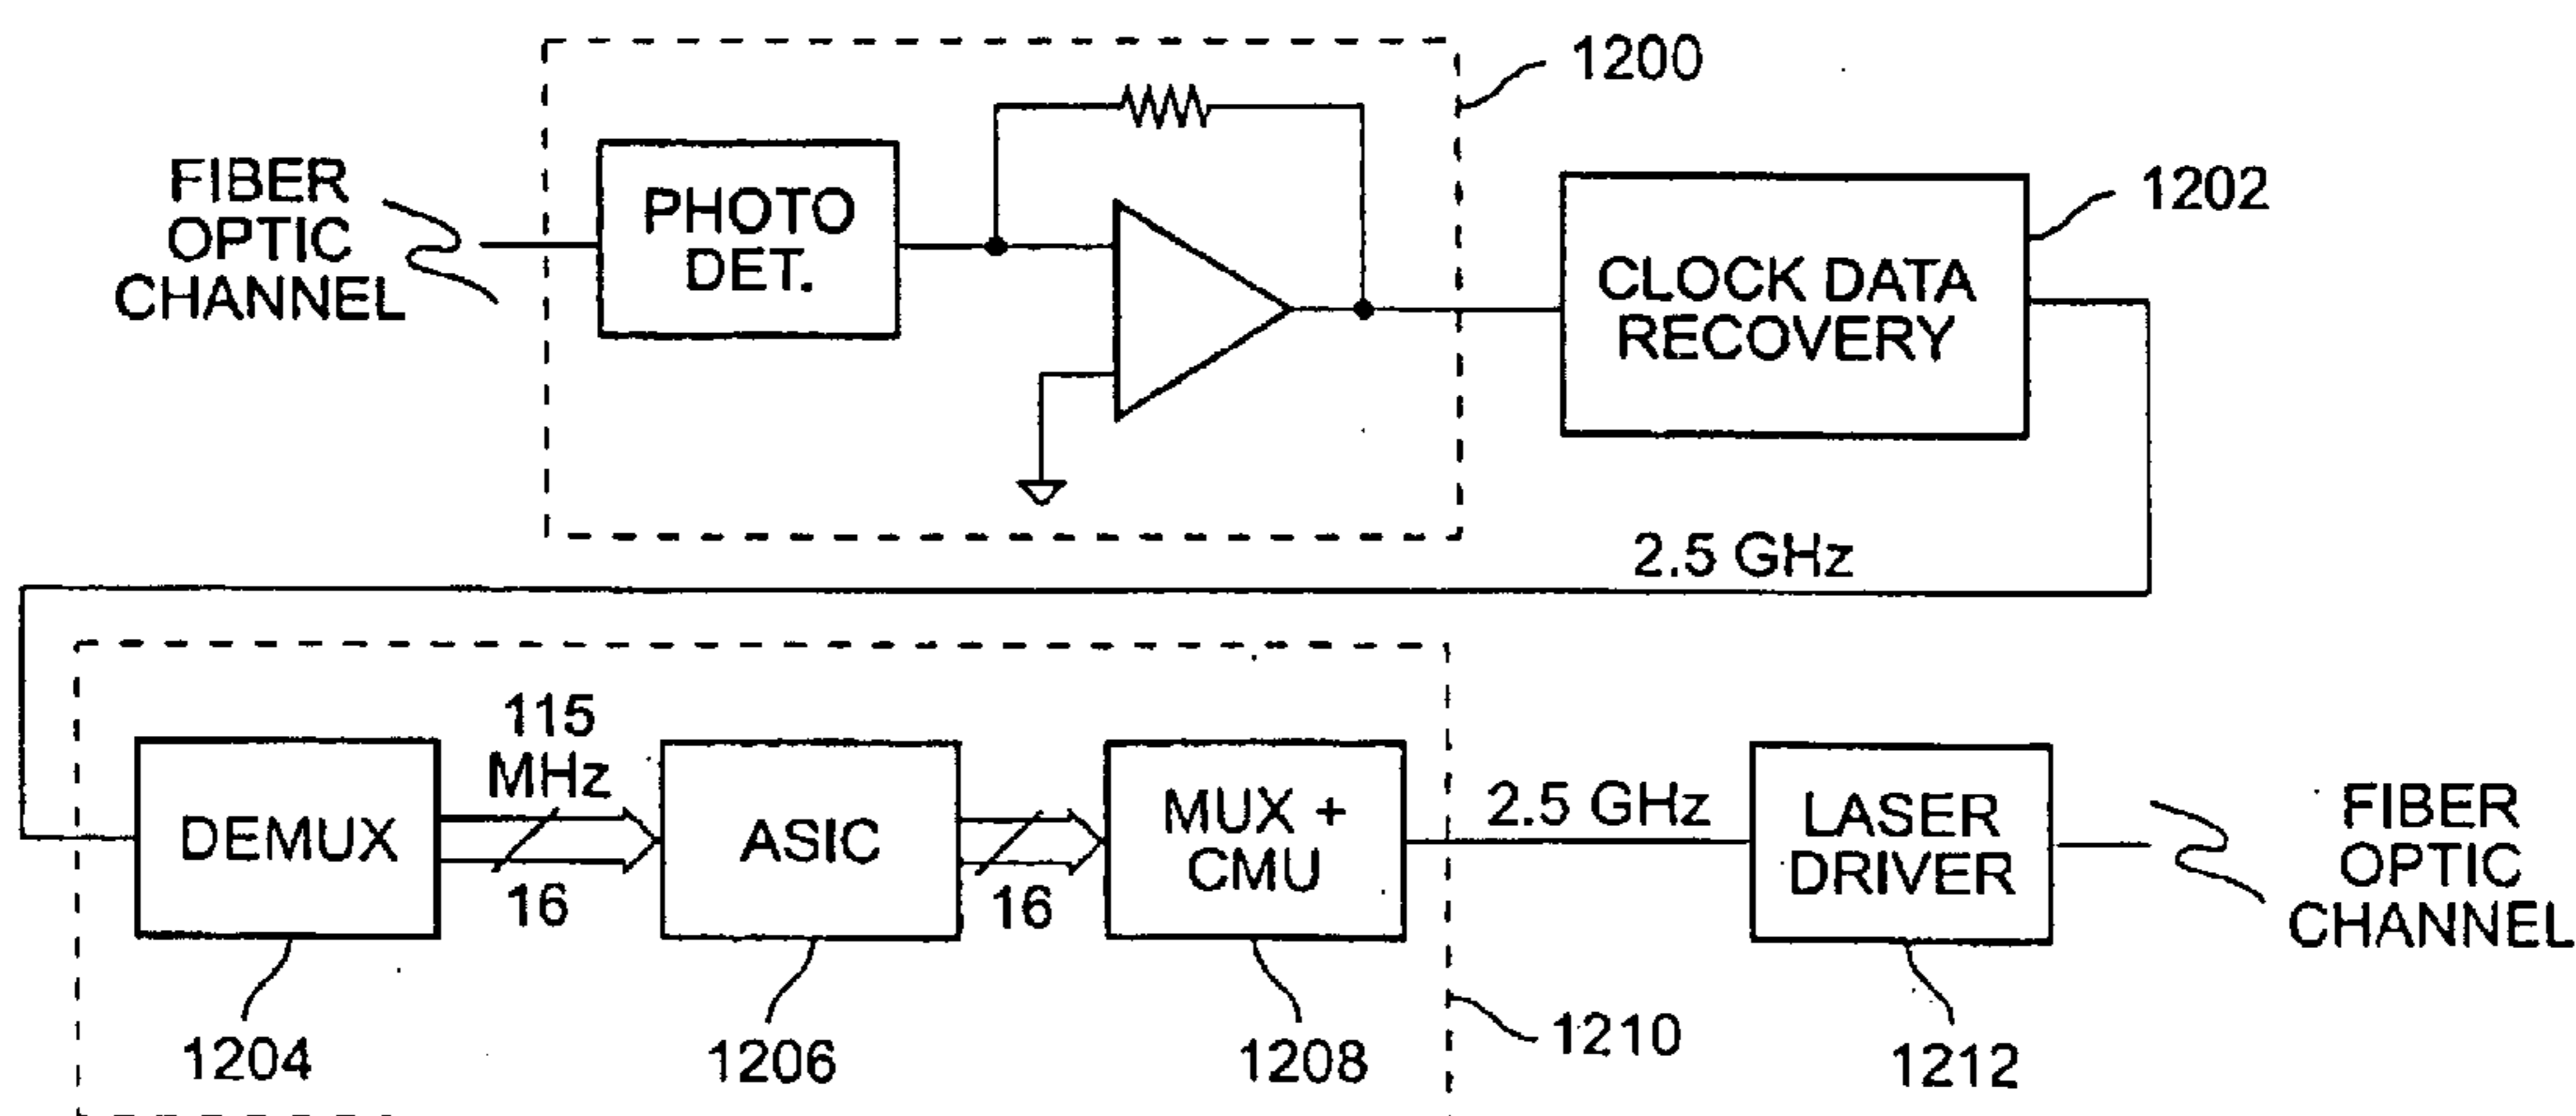 1200
FIBER
OPTIC
CHANNEL
PHOTO
DET.
1202
CLOCK DATA
RECOVERY
2.5 GHz
115
MHz
16
DEMUX
ASIC
16
MUX +
CMU
2.5 GHz
LASER
DRIVER
FIBER
OPTIC
CHANNEL
1204
1206
1208
1210
1212